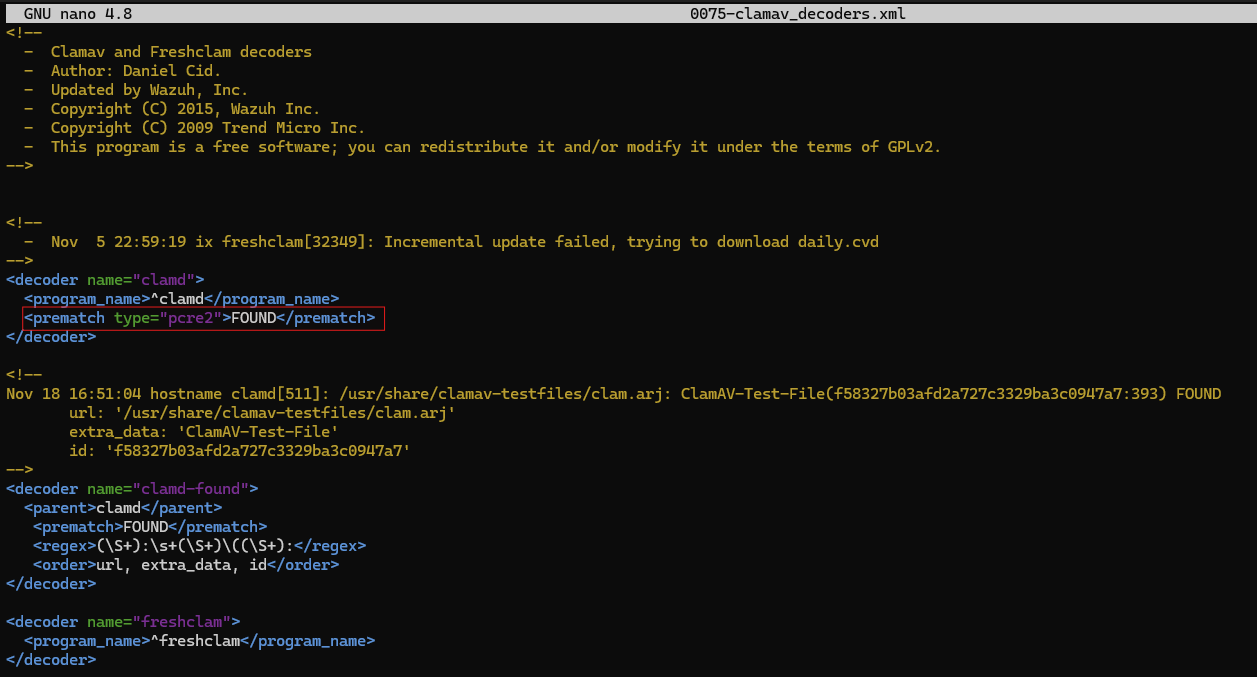 GNU nano 4.8 0075-clamav_decoders.xml
<!--
  -  Clamav and Freshclam decoders
  -  Author: Daniel Cid.
  -  Updated by Wazuh, Inc.
  -  Copyright (C) 2015, Wazuh Inc.
  -  Copyright (C) 2009 Trend Micro Inc.
  -  This program is a free software; you can redistribute it and/or modify it under the terms of GPLv2.
-->
<!--
  -  Nov  5 22:59:19 ix freshclam[32349]: Incremental update failed, trying to download daily.cvd
-->
<decoder name="clamd">
  <program_name>^clamd</program_name>
  <prematch type="pcre2">FOUND</prematch>
</decoder>
<!--
Nov 18 16:51:04 hostname clamd[511]: /usr/share/clamav-testfiles/clam.arj: ClamAV-Test-File(f58327b03afd2a727c3329ba3c0947a7:393) FOUND
       url: '/usr/share/clamav-testfiles/clam.arj'
       extra_data: 'ClamAV-Test-File'
       id: 'f58327b03afd2a727c3329ba3c0947a7'
-->
<decoder name="clamd-found">
  <parent>clamd</parent>
   <prematch>FOUND</prematch>
   <regex>(\S+):\s+(\S+)\((\S+):</regex>
   <order>url, extra_data, id</order>
</decoder>
<decoder name="freshclam">
  <program_name>^freshclam</program_name>
</decoder>